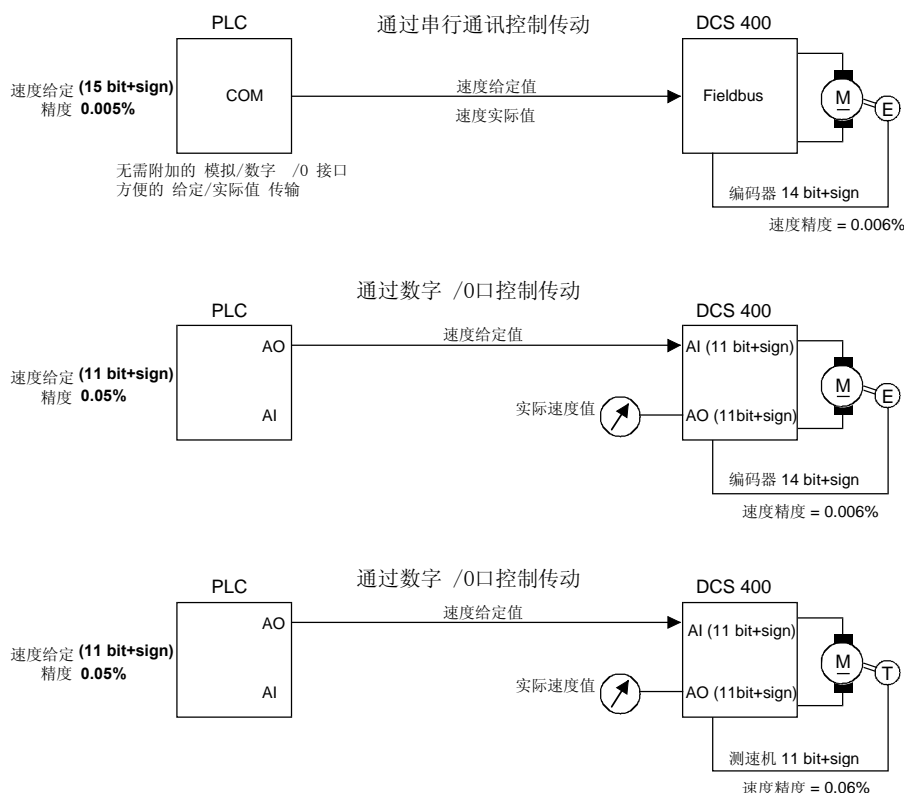 PLC
通过串行通讯控制传动
DCS 400
速度给定 (15 bit+sign)
精度 0.005%
COM
速度给定值
速度实际值
Fieldbus
M
E
无需附加的 模拟/数字 /0 接口
方便的 给定/实际值 传输
编码器 14 bit+sign
速度精度 = 0.006%
通过数字 /0口控制传动
PLC
DCS 400
速度给定 (11 bit+sign)
精度 0.05%
AO
AI
速度给定值
实际速度值
AI (11 bit+sign)
AO (11bit+sign)
M
E
编码器 14 bit+sign
速度精度 = 0.006%
通过数字 /0口控制传动
PLC
DCS 400
速度给定 (11 bit+sign)
精度 0.05%
AO
AI
速度给定值
实际速度值
AI (11 bit+sign)
AO (11bit+sign)
M
T
测速机 11 bit+sign
速度精度 = 0.06%